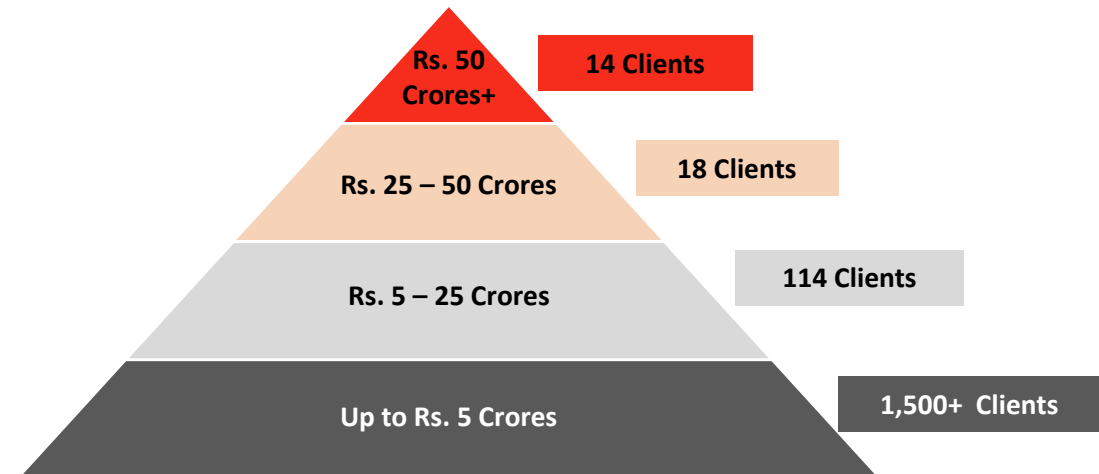 Rs. 50
Crores+
14 Clients
Rs. 25 – 50 Crores
18 Clients
Rs. 5 – 25 Crores
114 Clients
Up to Rs. 5 Crores
1,500+ Clients